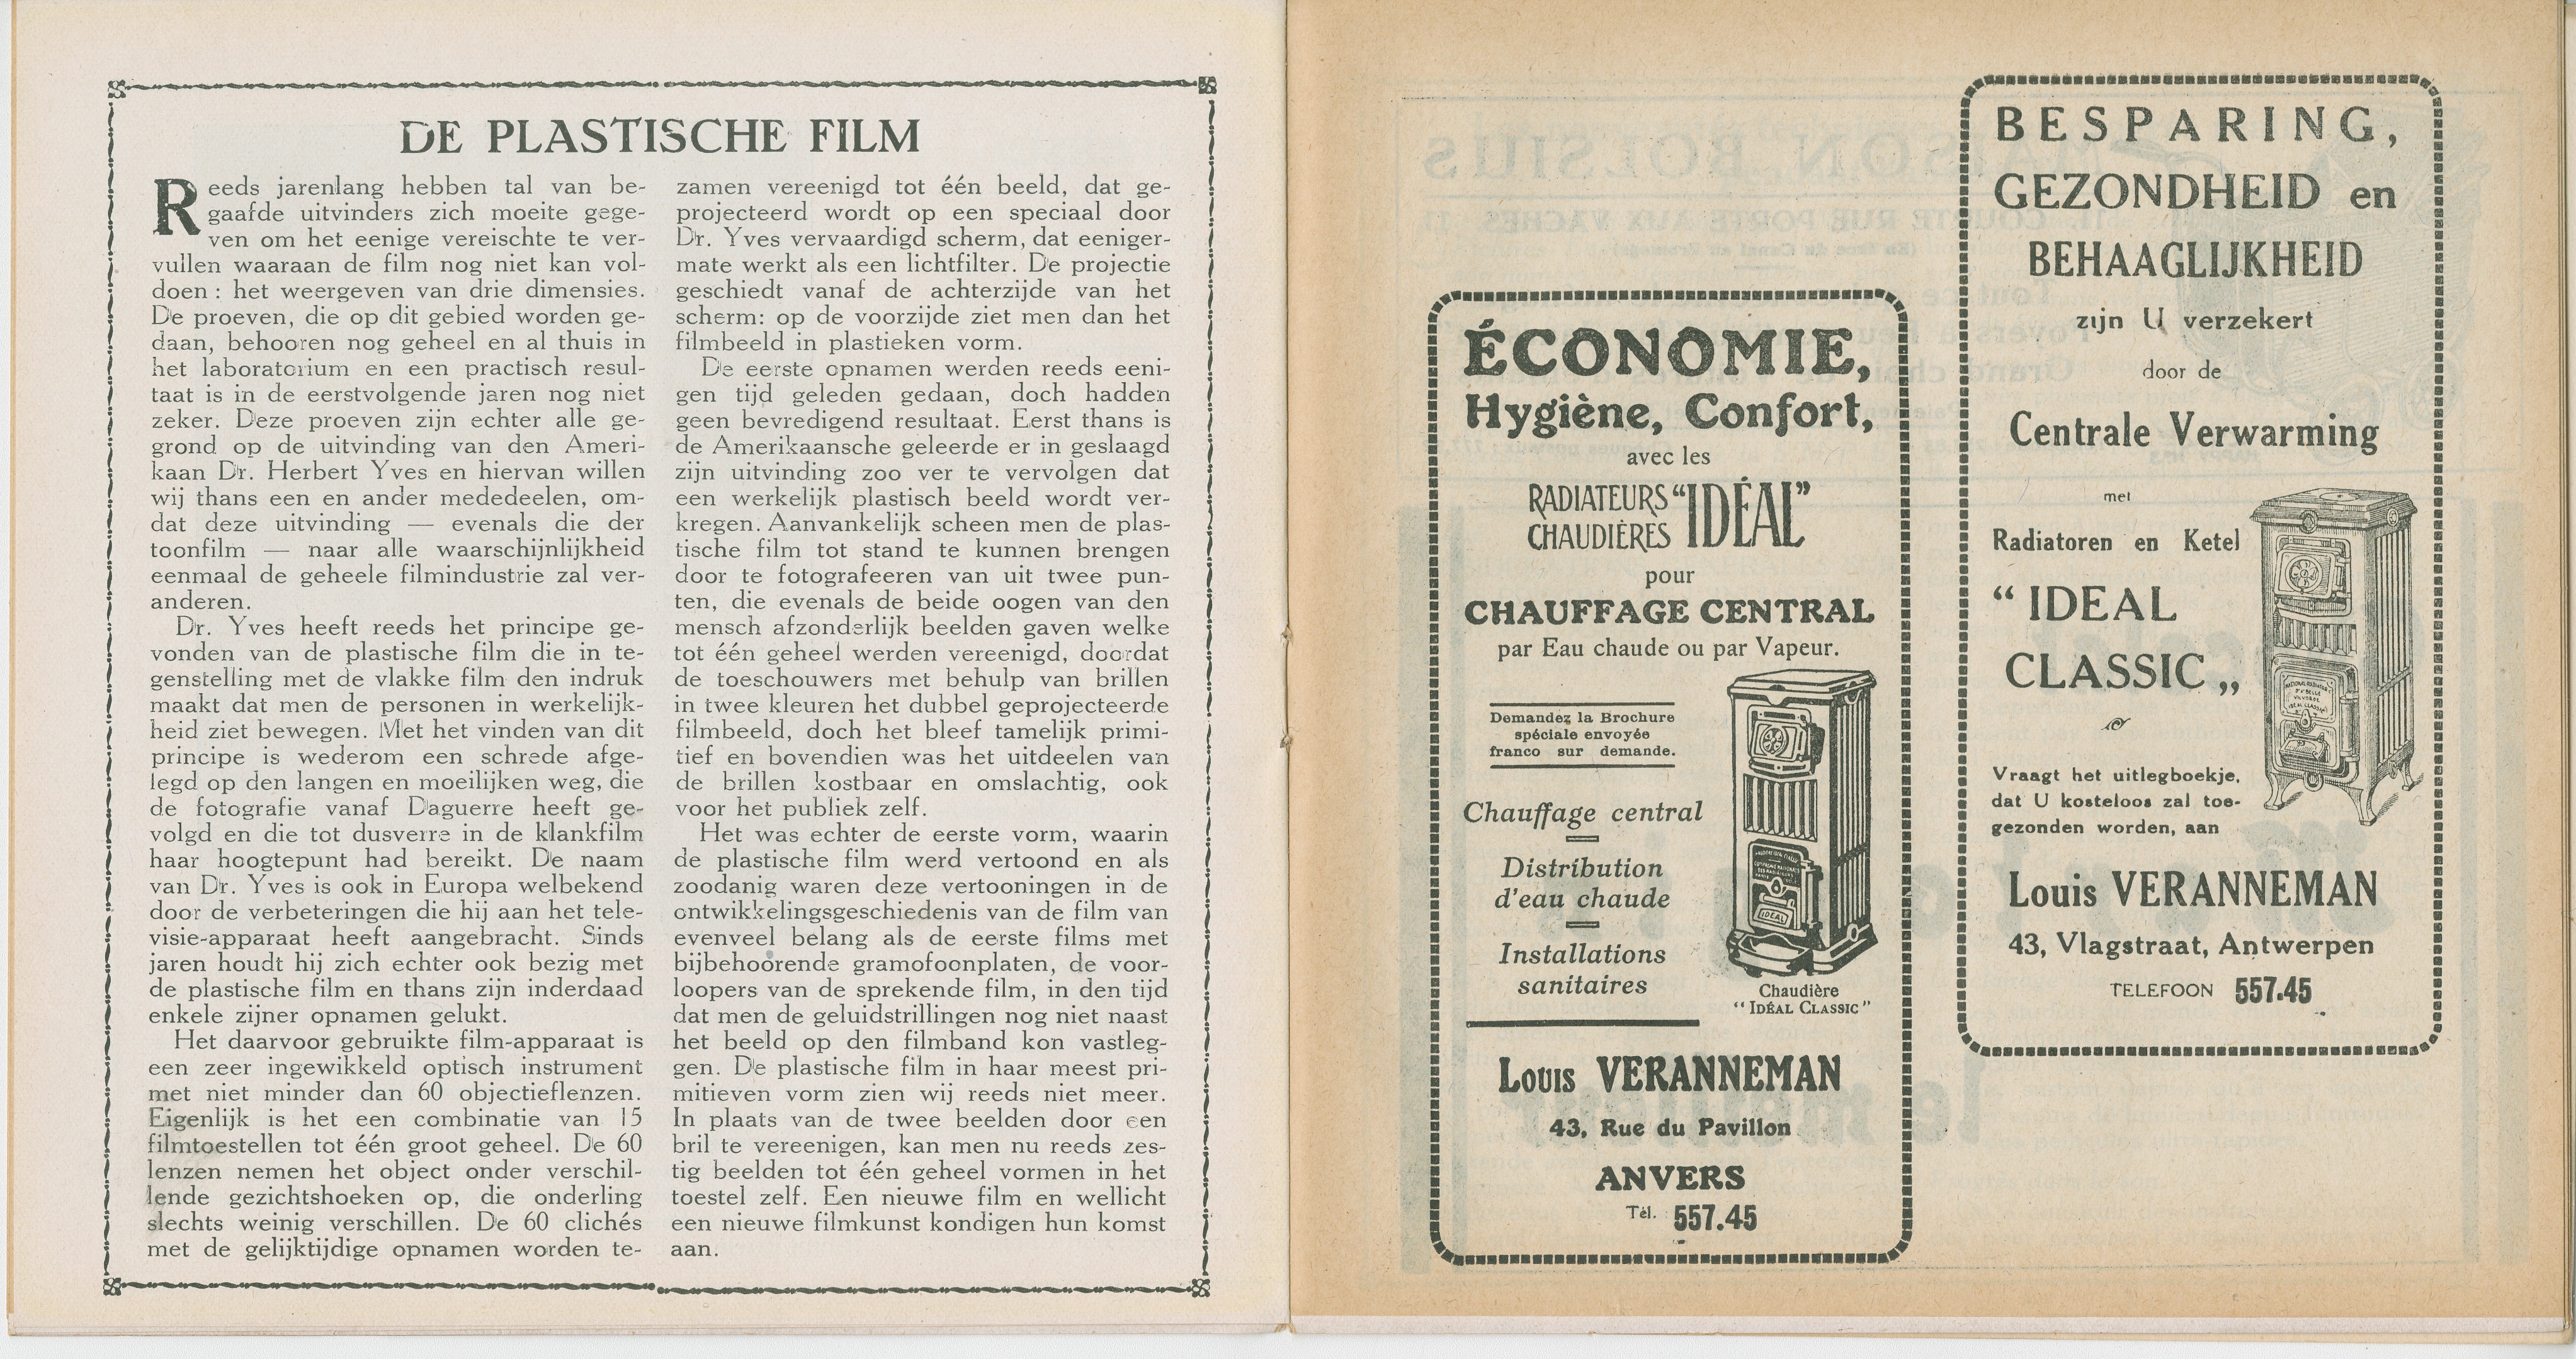 DE PLASTISCHE FILM
Reeds jarenlang hebben tal van be-
gaafde uitvinders zich moeite gege-
ven om het eenige vereischte te ver-
vullen waaraan de film nog niet kan vol-
doen : het weergeven van drie dimensies.
De proeven, die op dit gebied worden ge-
daan, behooren nog geheel en al thuis in
het laboratorium en een practisch resul-
taat is in de eerstvolgende jaren nog niet
zeker. Deze proeven zijn echter alle ge-
grond op de uitvinding van den Ameri-
kaan Dr. Herbert Yves en hiervan willen
wij thans een en ander mededeelen, om-
dat deze uitvinding — evenals die der
toonfilm — naar alle waarschijnlijkheid
eenmaal de geheele filmindustrie zal ver-
anderen.
Dr. Yves heeft reeds het principe ge-
vonden van de plastische film die in te-
genstelling met de vlakke film den indruk
maakt dat men de personen in werkelijk-
heid ziet bewegen. Met het vinden van dit
principe is wederom een schrede afge-
legd op den langen en moeilijken weg, die
de fotografie vanaf Daguerre heeft ge-
volgd en die tot dusverre in de klankfilm
haar hoogtepunt had bereikt. De naam
van Dr. Yves is ook in Europa welbekend
door de verbeteringen die hij aan het tele-
visie-apparaat heeft aangebracht. Sinds
jaren houdt hij zich echter ook bezig met
de plastische film en thans zijn inderdaad
enkele zijner opnamen gelukt.
Het daarvoor gebruikte film-apparaat is
een zeer ingewikkeld optisch instrument
met niet minder dan 60 objectieflenzen.
Eigenlijk is het een combinatie van 15
filmtoestellen tot één groot geheel. De 60
lenzen nemen het object onder verschil-
lende gezichtshoeken op, die onderling
slechts weinig verschillen. De 60 clichés
met de gelijktijdige opnamen worden te-
zamen vereenigd tot één beeld, dat ge-
projecteerd wordt op een speciaal door
Dr. Yves vervaardigd scherm, dat eeniger-
mate werkt als een lichtfilter. De projectie
geschiedt vanaf de achterzijde van het
scherm: op de voorzijde ziet men dan het
filmbeeld in plastieken vorm.
De eerste opnamen werden reeds eeni-
gen tijd geleden gedaan, doch hadden
geen bevredigend resultaat. Eerst thans is
de Amerikaansche geleerde er in geslaagd
zijn uitvinding zoo ver te vervolgen dat
een werkelijk plastisch beeld wordt ver-
kregen. Aanvankelijk scheen men de plas-
tische film tot stand te kunnen brengen
door te fotografeeren van uit twee pun-
ten, die evenals de beide oogen van den
mensch afzonderlijk beelden gaven welke
tot één geheel werden vereenigd, doordat
de toeschouwers met behulp van brillen
in twee kleuren het dubbel geprojecteerde
filmbeeld, doch het bleef tamelijk primi-
tief en bovendien was het uitdeelen van
de brillen kostbaar en omslachtig, ook
voor het publiek zelf.
Het was echter de eerste vorm, waarin
de plastische film werd vertoond en als
zoodanig waren deze vertooningen in de
ontwikkelingsgeschiedenis van de film van
evenveel belang als de eerste films met
bijbehoorende gramofoonplaten, de voor-
loopers van de sprekende film, in den tijd
dat men de geluidstrillingen nog niet naast
het beeld op den filmband kon vastleg-
gen. De plastische film in haar meest pri-
mitieven vorm zien wij reeds niet meer.
In plaats van de twee beelden door een
bril te vereenigen, kan men nu reeds zes-
tig beelden tot één geheel vormen in het
toestel zelf. Een nieuwe film en wellicht
een nieuwe filmkunst kondigen hun komst
aan.
ÉCONOMIE,
Hygiène, Confort,
avec les
RADIATEURS
CHAUDIÈRES
“IDÉAL”
pour
CHAUFFAGE CENTRAL
par Eau chaude ou par Vapeur.
Demandez la Brochure
spéciale envoyée
franco sur demande.
Chauffage central
Distribution
d'eau chaude
Installations
sanitaires
IDEAL
Chaudière
“ IDÉAL CLASSIC ”
Louis VERANNEMAN
43, Rue du Pavillon
ANVERS
Tél. 557.45
BESPARING,
GEZONDHEID en
BEHAAGLIJKHEID
zijn U verzekert
door de
Centrale Verwarming
met
Radiatoren en Ketel
“ IDEAL
CLASSIC „
Vraagt het uitlegboekje,
dat U kosteloos zal toe-
gezonden worden, aan
Louis VERANNEMAN
43, Vlagstraat, Antwerpen
TELEFOON 557.45